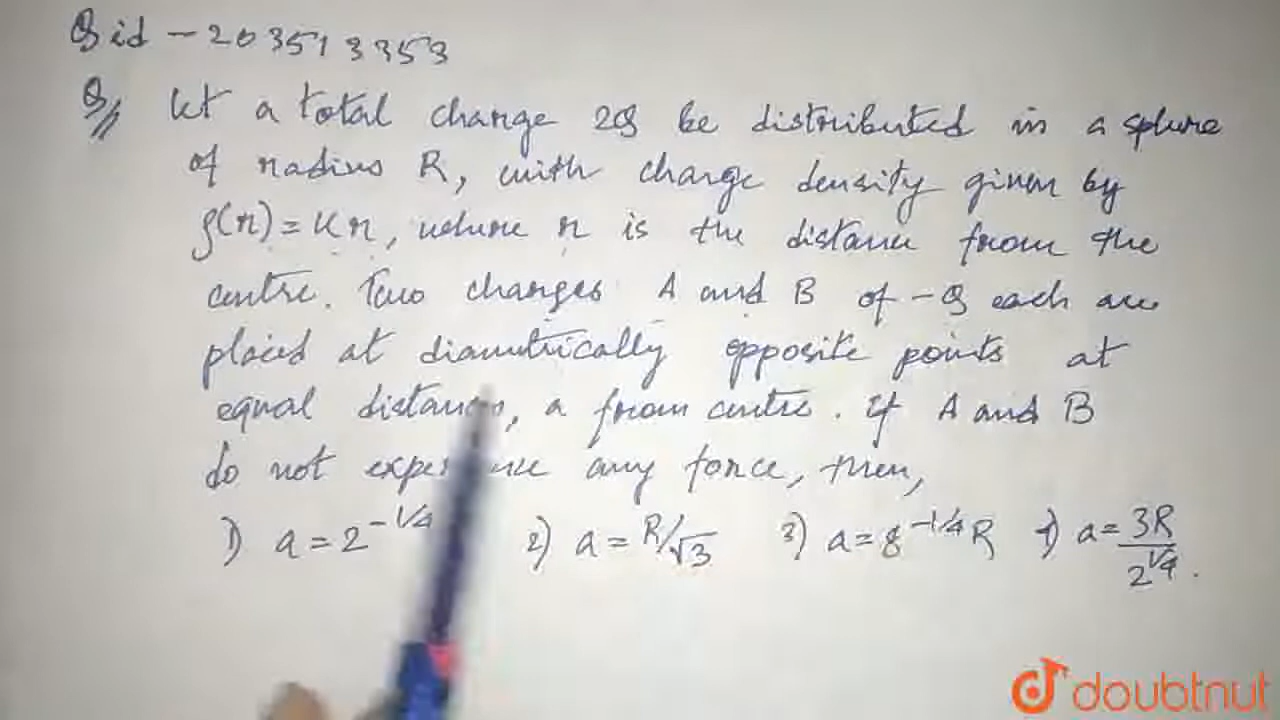 Q id - 203513353
Q// let a total charge 2Q be distributed in a sphere
of radius R, with charge density given by
ρ(r) = Kr, where r is the distance from the
centre. Two charges A and B of -Q each are
placed at diametrically opposite points at
equal distance, a from centre. If A and B
do not experience any force, then,
1) a = 2^-1/4 2) a = R/√3 3) a = 8^-1/4 R 4) a = 3R/2^1/4.
doubtnut